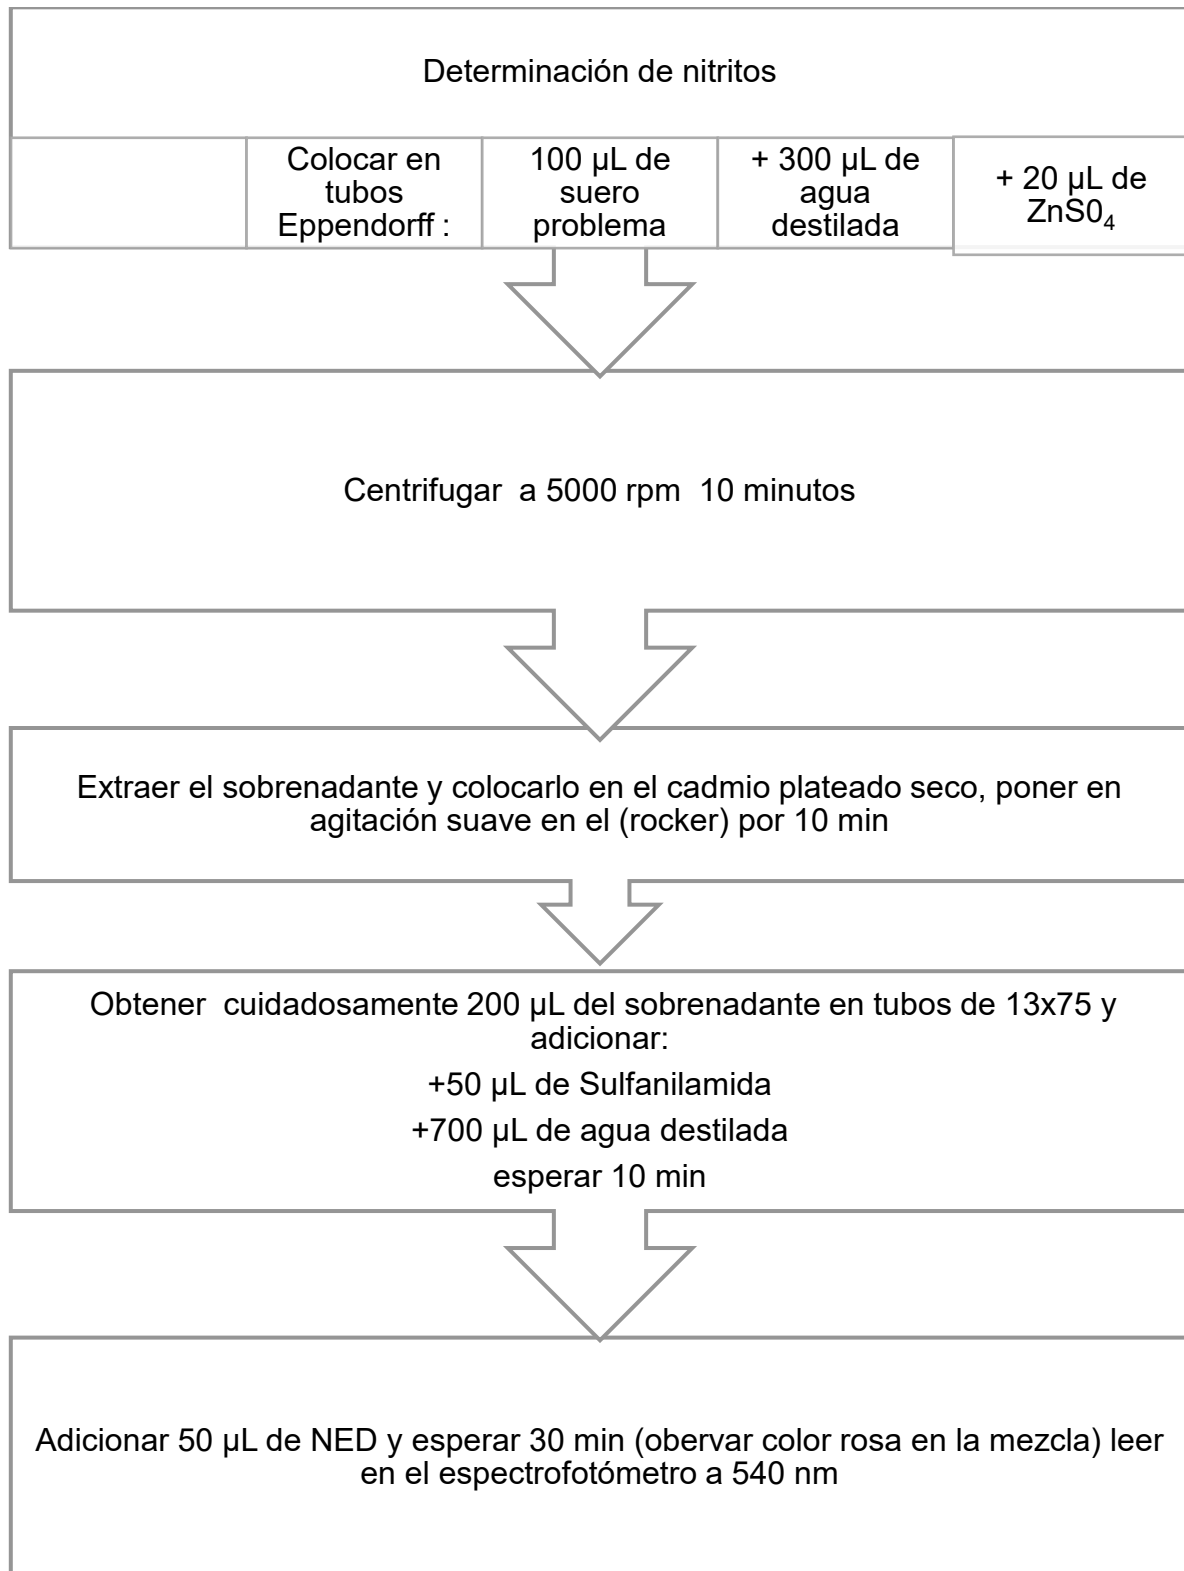 Determinación de nitritos
Colocar en
tubos
Eppendorff :
100 µL de
suero
problema
+ 300 µL de
agua
destilada
+ 20 µL de
ZnS0₄
Centrifugar  a 5000 rpm  10 minutos
Extraer el sobrenadante y colocarlo en el cadmio plateado seco, poner en
agitación suave en el (rocker) por 10 min
Obtener  cuidadosamente 200 µL del sobrenadante en tubos de 13x75 y
adicionar:
+50 µL de Sulfanilamida
+700 µL de agua destilada
esperar 10 min
Adicionar 50 µL de NED y esperar 30 min (obervar color rosa en la mezcla) leer
en el espectrofotómetro a 540 nm